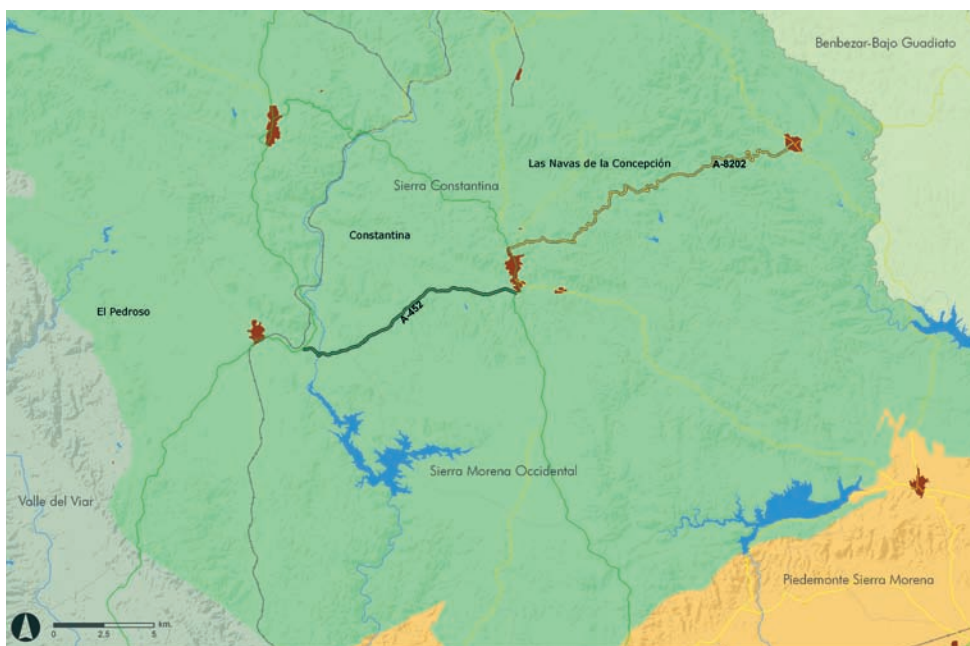 Benbezar-Bajo Guadiato
Las Navas de la Concepción
A-8202
Sierra Constantina
Constantina
El Pedroso
A-452
Sierra Morena Occidental
Valle del Viar
Piedemonte Sierra Morena
km.
0 2.5 5